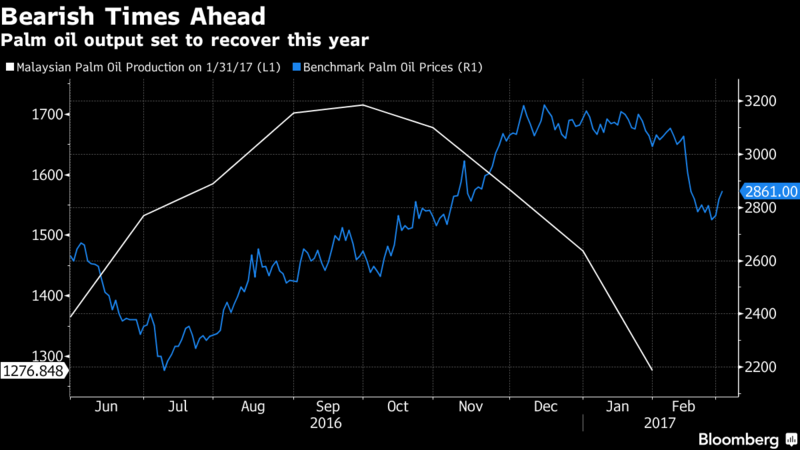 Bearish Times Ahead
Palm oil output set to recover this year
Malaysian Palm Oil Production on 1/31/17 (L1) Benchmark Palm Oil Prices (R1)
1700 3200
3000
1600
2861.00
2800
1500
2600
1400
2400
1300
1276.848 2200
Jun Jul Aug Sep Oct Nov Dec Jan Feb
2016 2017
Bloomberg